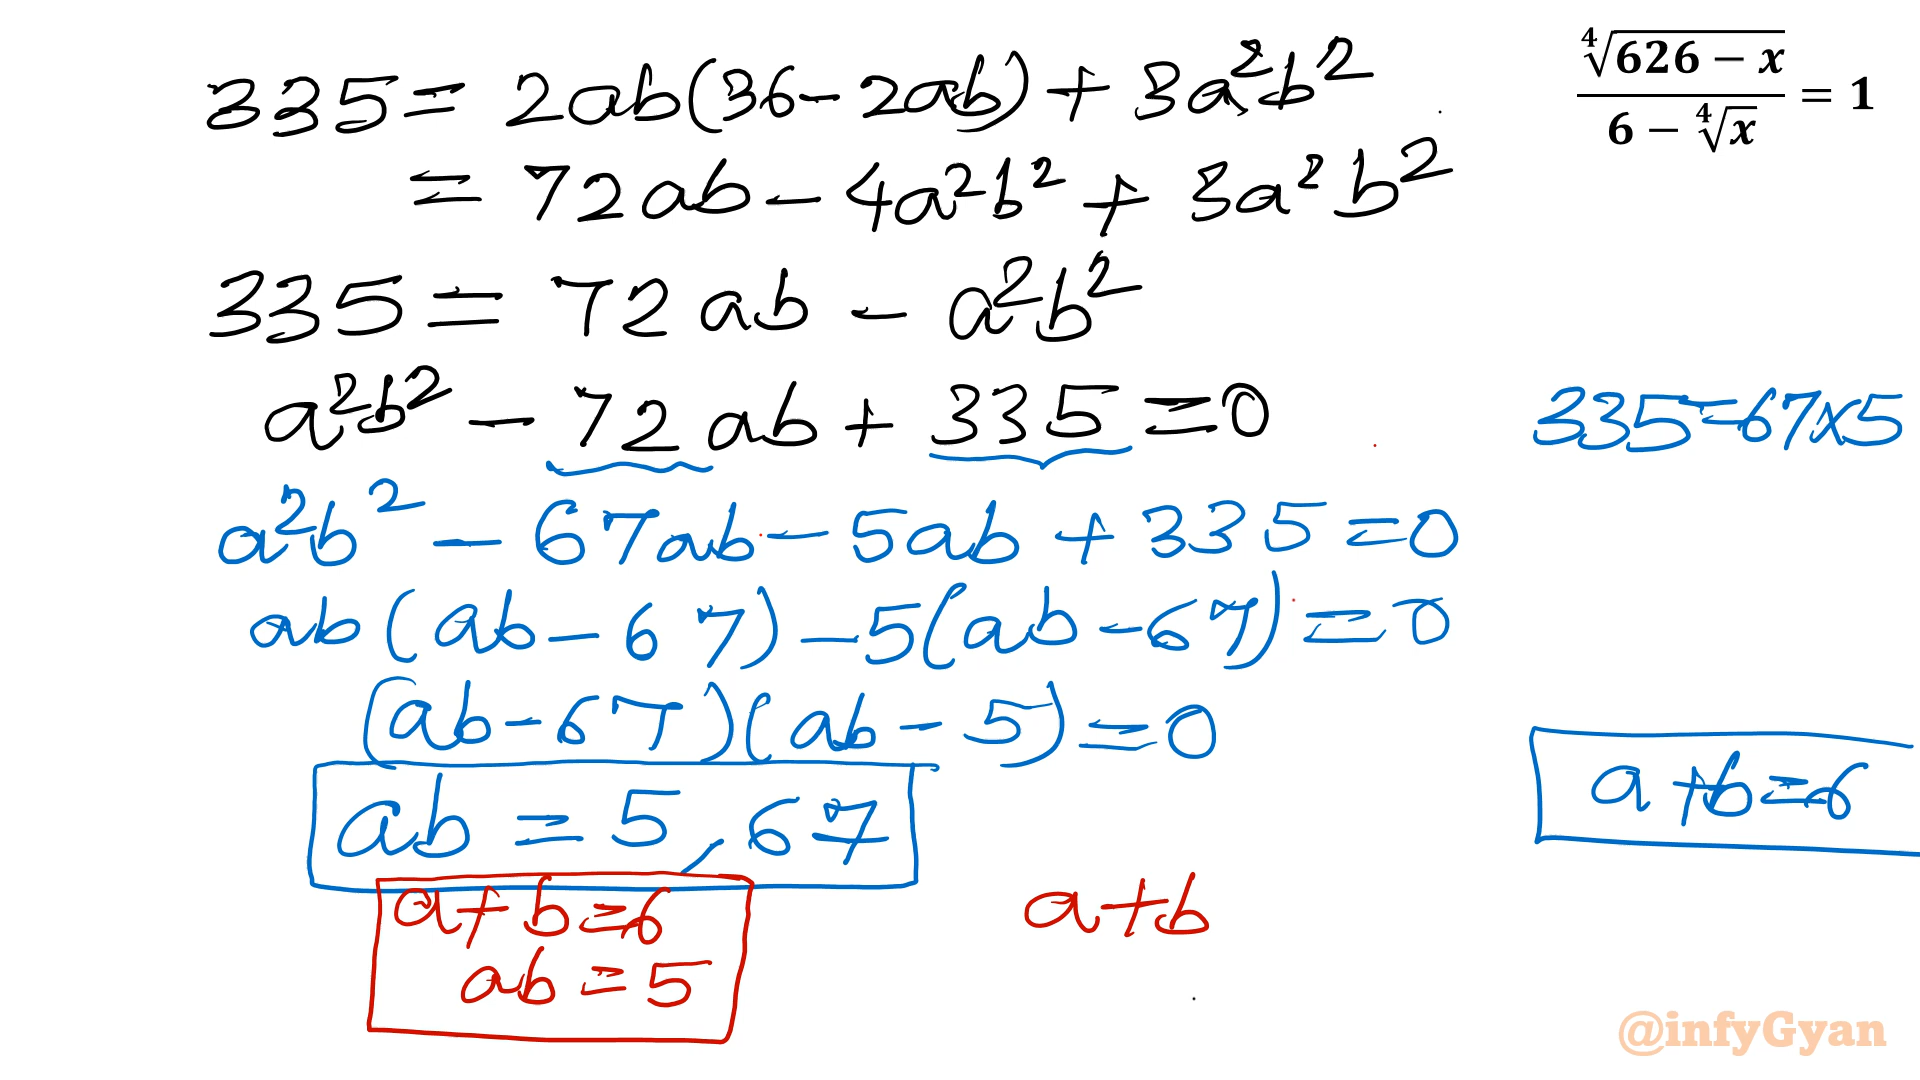 335 = 2ab(36 - 2ab) + 3a²b²
∜(626 − x) / (6 − ∜x) = 1
= 72ab - 4a²b² + 3a²b²
335 = 72ab - a²b²
a²b² - 72ab + 335 = 0
335 = 67×5
a²b² - 67ab - 5ab + 335 = 0
ab(ab - 67) - 5(ab - 67) = 0
(ab - 67)(ab - 5) = 0
ab = 5, 67
a+b=6
a+b=6
ab=5
a+b
@infyGyan